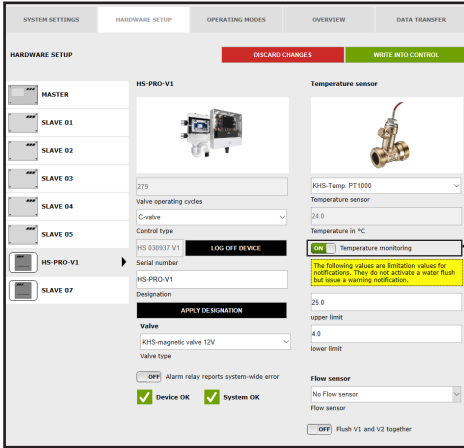 SYSTEM SETTINGS
HARDWARE SETUP
OPERATING MODES
OVERVIEW
DATA TRANSFER
HARDWARE SETUP
DISCARD CHANGES
WRITE INTO CONTROL
MASTER
SLAVE 01
SLAVE 02
SLAVE 03
SLAVE 04
SLAVE 05
HS-PRO-V1
SLAVE 07
HS-PRO-V1
279
Valve operating cycles
C-valve
Control type
HS 030937 V1
LOG OFF DEVICE
Serial number
HS-PRO-V1
Designation
APPLY DESIGNATION
Valve
KHS-magnetic valve 12V
Valve type
OFF Alarm relay reports system-wide error
Device OK
System OK
Temperature sensor
KHS-Temp. PT1000
Temperature sensor
24.0
Temperature in °C
ON Temperature monitoring
The following values are limitation values for
notifications. They do not activate a water flush
but issue a warning notification.
25.0
upper limit
4.0
lower limit
Flow sensor
No Flow sensor
Flow sensor
OFF Flush V1 and V2 together